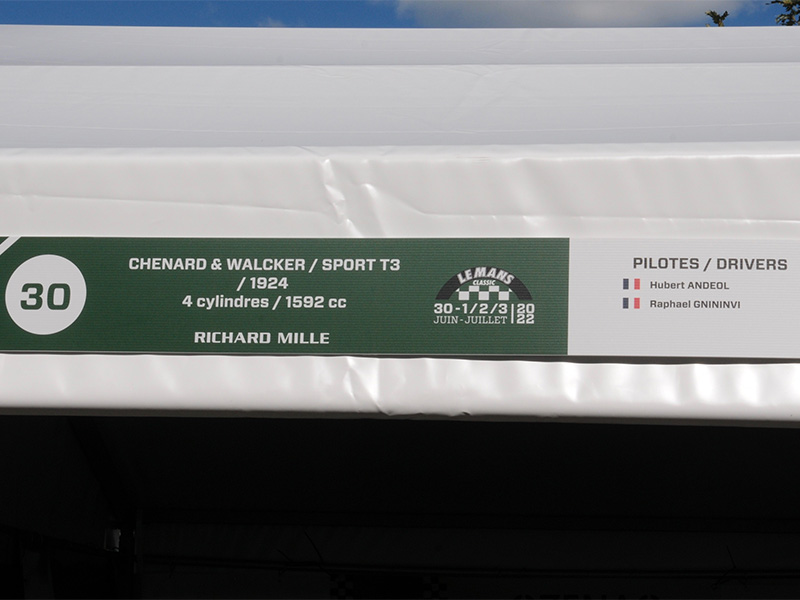 30
CHENARD & WALCKER / SPORT T3
/ 1924
4 cylindres / 1592 cc
RICHARD MILLE
LE MANS
CLASSIC
30 - 1/2/3
JUIN - JUILLET
20
22
PILOTES / DRIVERS
Hubert ANDEOL
Raphael GNININVI